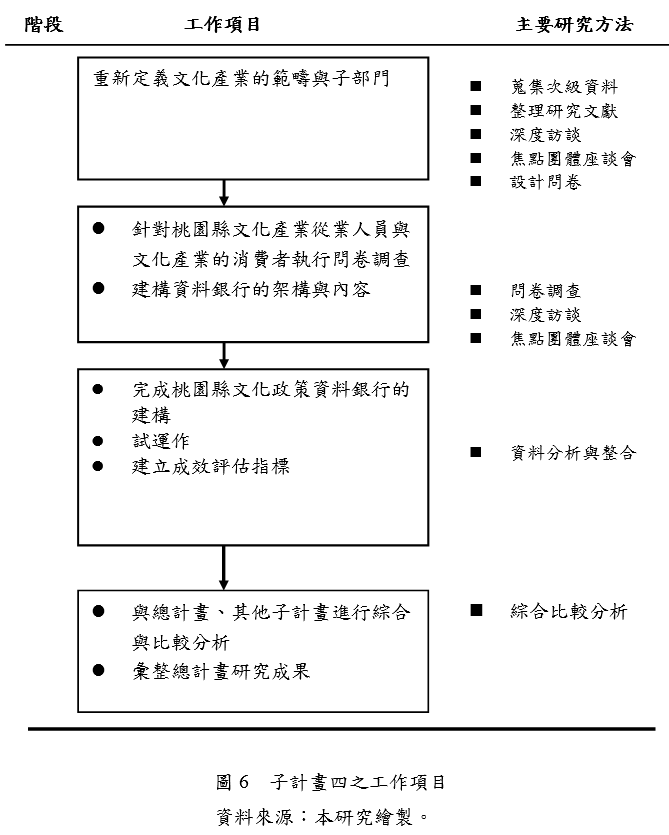 階段 工作項目 主要研究方法
重新定義文化產業的範疇與子部門
■ 蒐集次級資料
■ 整理研究文獻
■ 深度訪談
■ 焦點團體座談會
■ 設計問卷
● 針對桃園縣文化產業從業人員與
文化產業的消費者執行問卷調查
● 建構資料銀行的架構與內容
■ 問卷調查
■ 深度訪談
■ 焦點團體座談會
● 完成桃園縣文化政策資料銀行的
建構
● 試運作
● 建立成效評估指標
■ 資料分析與整合
● 與總計畫、其他子計畫進行綜合
與比較分析
● 彙整總計畫研究成果
■ 綜合比較分析
圖 6 子計畫四之工作項目
資料來源：本研究繪製。